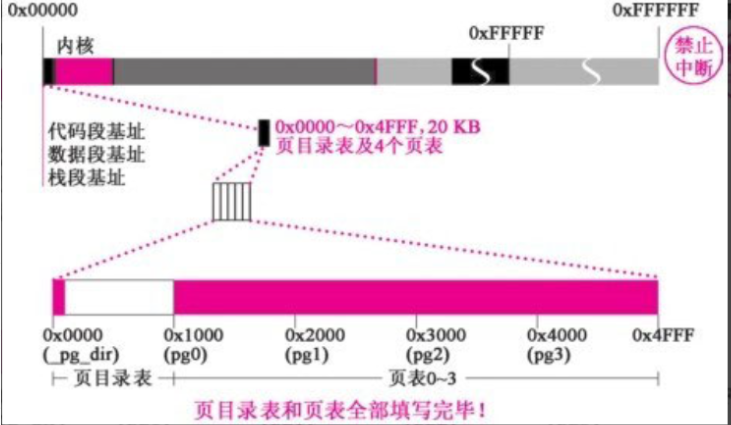 0x00000
0xFFFFFF
0xFFFFF
内核
禁止
中断
代码段基址
数据段基址
栈段基址
0x0000～0x4FFF, 20 KB
页目录表及4个页表
0x0000
(_pg_dir)
0x1000
(pg0)
0x2000
(pg1)
0x3000
(pg2)
0x4000
(pg3)
0x4FFF
页目录表
页表0~3
页目录表和页表全部填写完毕！